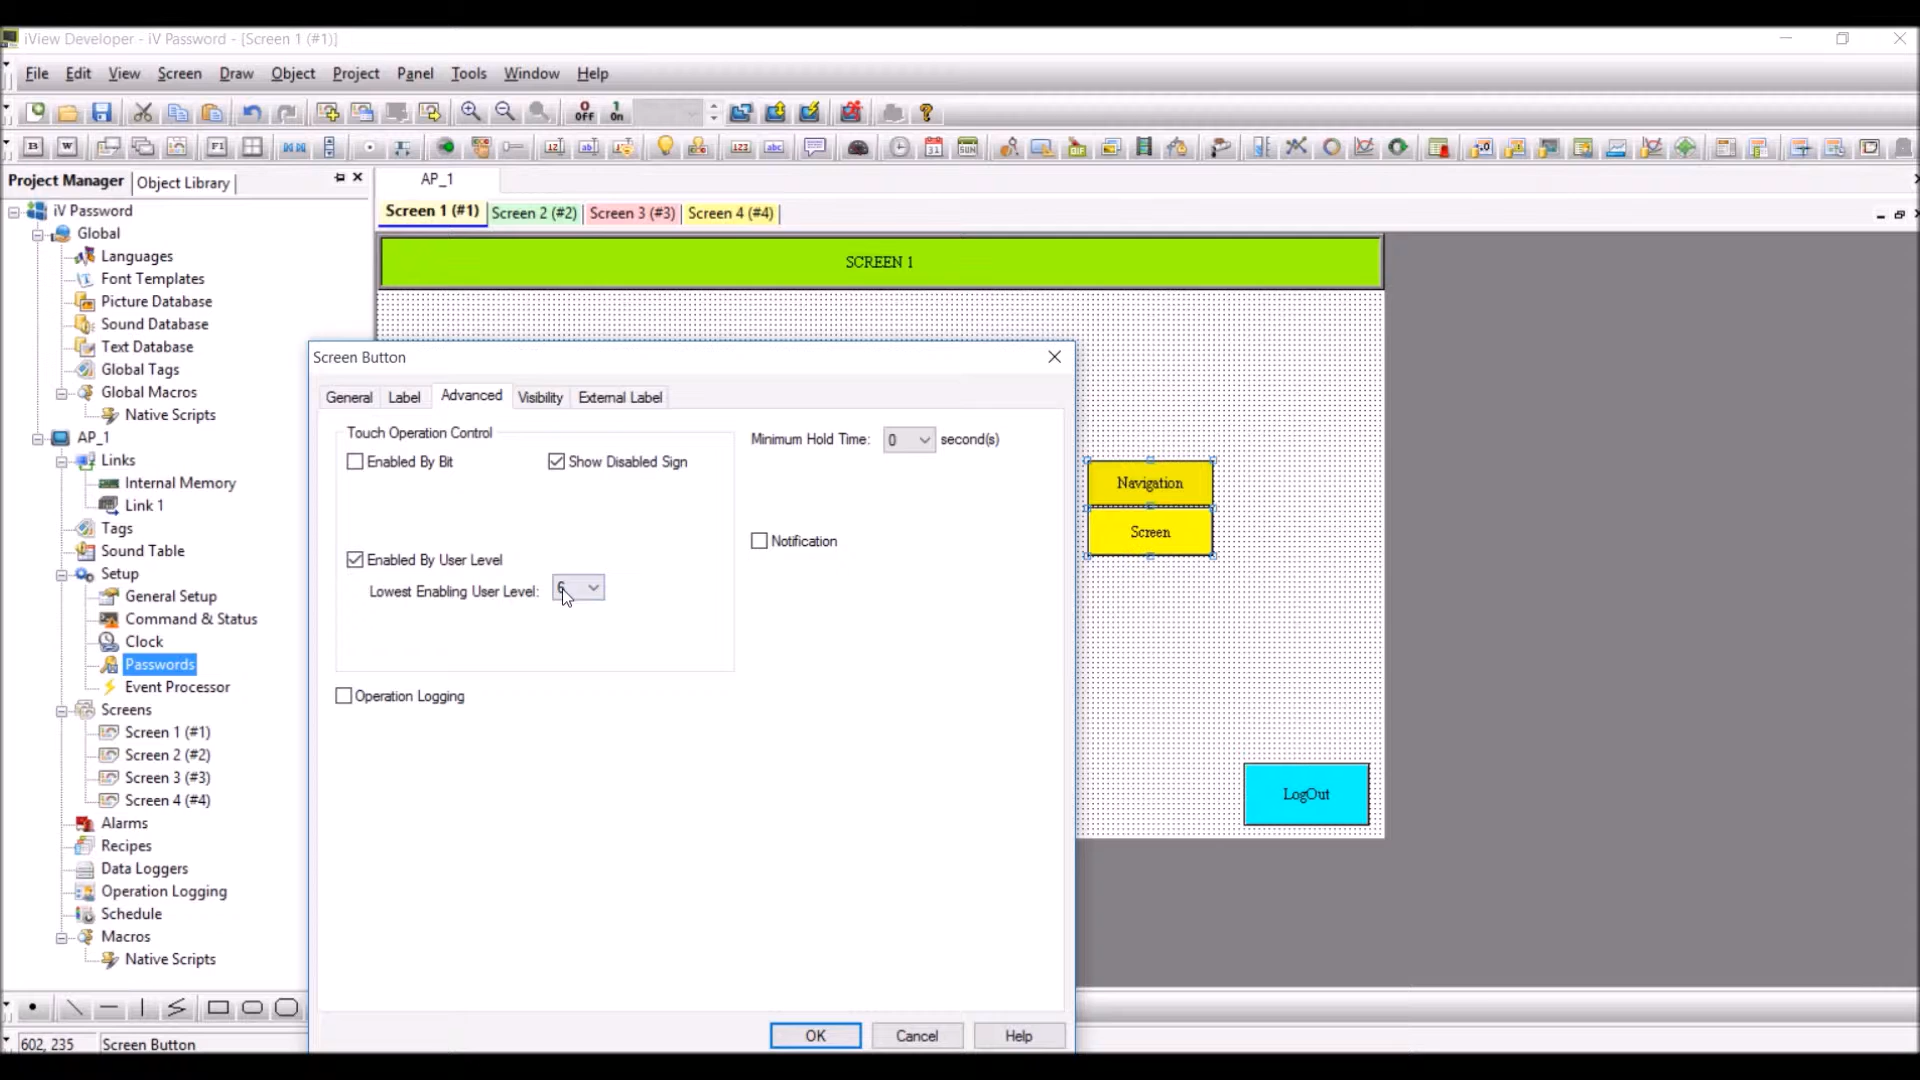 iView Developer - iV Password - [Screen 1 (#1)]
File Edit View Screen Draw Object Project Panel Tools Window Help
0 OFF 1 On
Project Manager Object Library
AP_1
Screen 1 (#1) Screen 2 (#2) Screen 3 (#3) Screen 4 (#4)
iV Password
Global
Languages
Font Templates
Picture Database
Sound Database
Text Database
Global Tags
Global Macros
Native Scripts
AP_1
Links
Internal Memory
Link 1
Tags
Sound Table
Setup
General Setup
Command & Status
Clock
Passwords
Event Processor
Screens
Screen 1 (#1)
Screen 2 (#2)
Screen 3 (#3)
Screen 4 (#4)
Alarms
Recipes
Data Loggers
Operation Logging
Schedule
Macros
Native Scripts
SCREEN 1
Screen Button
General Label Advanced Visibility External Label
Touch Operation Control
Enabled By Bit Show Disabled Sign
Enabled By User Level
Lowest Enabling User Level: 6
Operation Logging
Minimum Hold Time: 0 second(s)
Notification
OK Cancel Help
Navigation
Screen
LogOut
602, 235 Screen Button